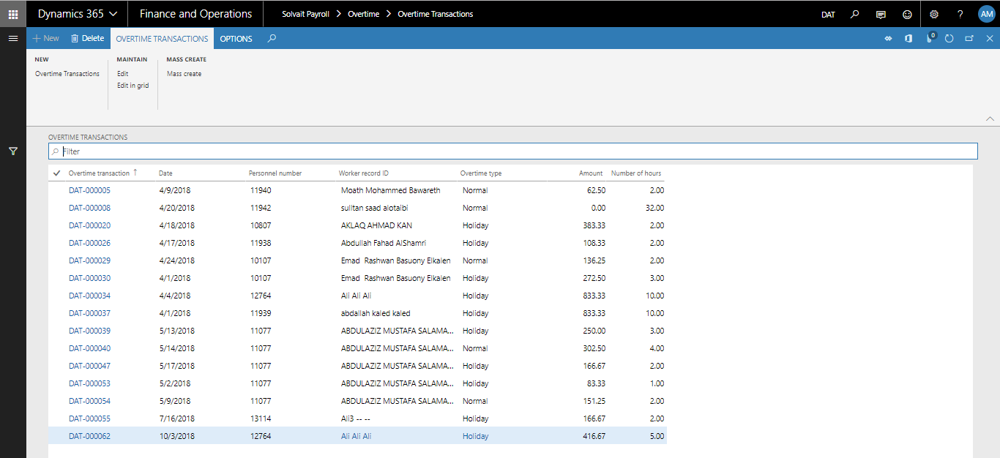 Dynamics 365 Finance and Operations Solvait Payroll Overtime Overtime Transactions DAT ? AM
New Delete OVERTIME TRANSACTIONS OPTIONS 0
NEW MAINTAIN MASS CREATE
Overtime Transactions Edit Mass create
Edit in grid
OVERTIME TRANSACTIONS
Filter
Overtime transaction Date Personnel number Worker record ID Overtime type Amount Number of hours
DAT-000005 4/9/2018 11940 Moath Mohammed Bawareth Normal 62.50 2.00
DAT-000008 4/20/2018 11942 sulltan saad alotaibi Normal 0.00 32.00
DAT-000020 4/18/2018 10807 AKLAQ AHMAD KAN Holiday 383.33 2.00
DAT-000026 4/17/2018 11938 Abdullah Fahad AlShamri Holiday 108.33 2.00
DAT-000029 4/24/2018 10107 Emad Rashwan Basuony Elkalen Normal 136.25 2.00
DAT-000030 4/1/2018 10107 Emad Rashwan Basuony Elkalen Holiday 272.50 3.00
DAT-000034 4/4/2018 12764 Ali Ali Ali Holiday 833.33 10.00
DAT-000037 4/1/2018 11939 abdallah kaled kaled Holiday 833.33 10.00
DAT-000039 5/13/2018 11077 ABDULAZIZ MUSTAFA SALAMA... Holiday 250.00 3.00
DAT-000040 5/14/2018 11077 ABDULAZIZ MUSTAFA SALAMA... Normal 302.50 4.00
DAT-000047 5/17/2018 11077 ABDULAZIZ MUSTAFA SALAMA... Holiday 166.67 2.00
DAT-000053 5/2/2018 11077 ABDULAZIZ MUSTAFA SALAMA... Holiday 83.33 1.00
DAT-000054 5/9/2018 11077 ABDULAZIZ MUSTAFA SALAMA... Normal 151.25 2.00
DAT-000055 7/16/2018 13114 Ali3 -- -- Holiday 166.67 2.00
DAT-000062 10/3/2018 12764 Ali Ali Ali Holiday 416.67 5.00